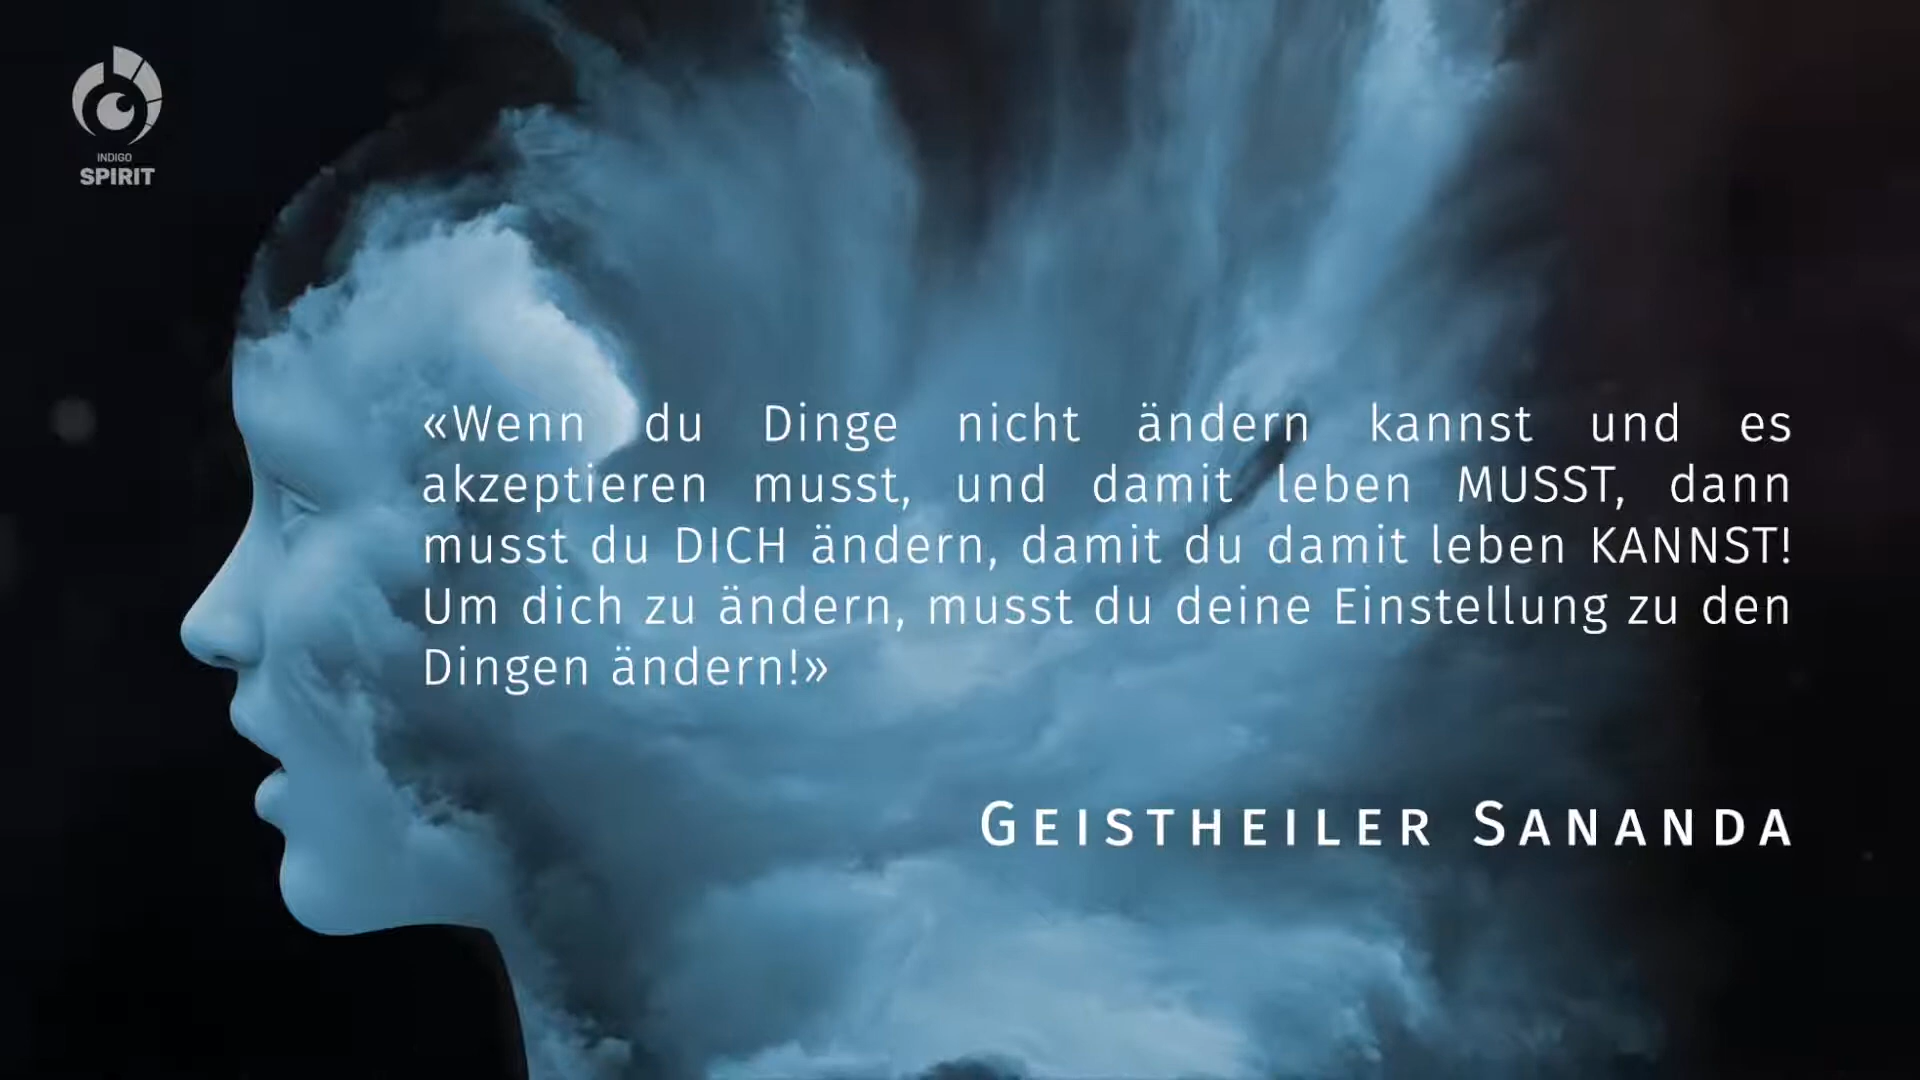 INDIGO
SPIRIT
«Wenn du Dinge nicht ändern kannst und es
akzeptieren musst, und damit leben MUSST, dann
musst du DICH ändern, damit du damit leben KANNST!
Um dich zu ändern, musst du deine Einstellung zu den
Dingen ändern!»
GEISTHEILER SANANDA